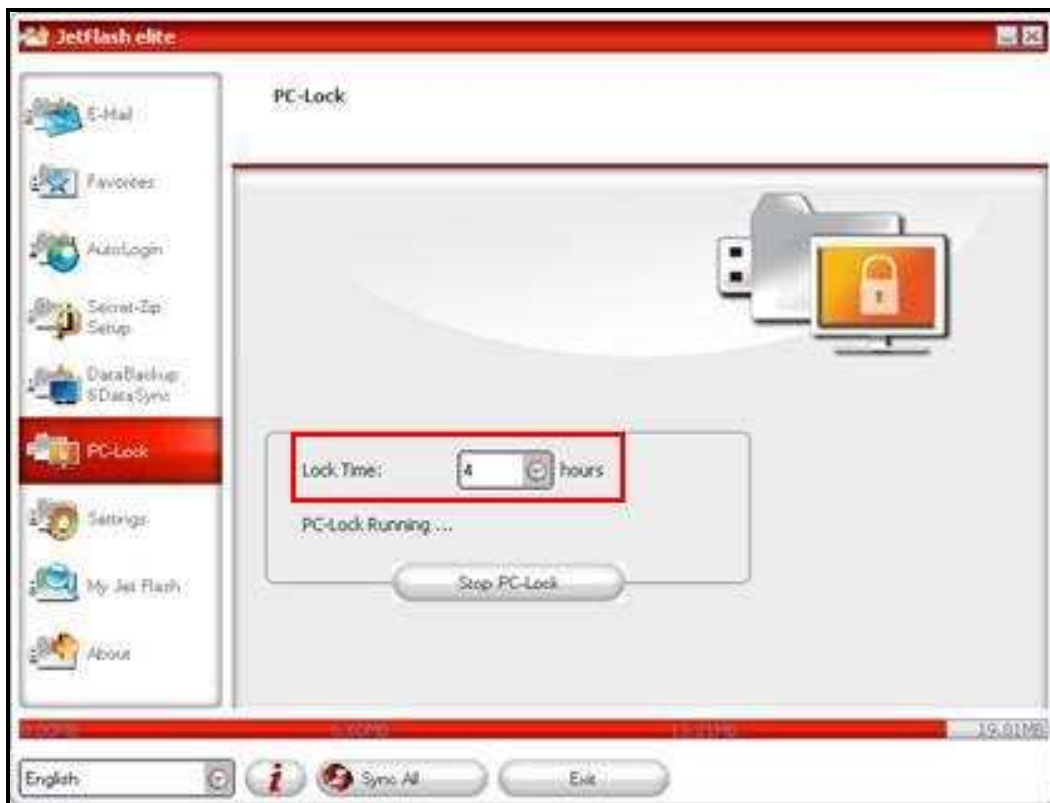 JetFlash elite
E-Mail
Favorites
AutoLogin
Secret-Zip
Setup
DataBackup
&DataSync
PC-Lock
Settings
My Jet Flash
About
PC-Lock
Lock Time: 4 hours
PC-Lock Running ...
Stop PC-Lock
19.81MB
English
i
Sync All
Exit